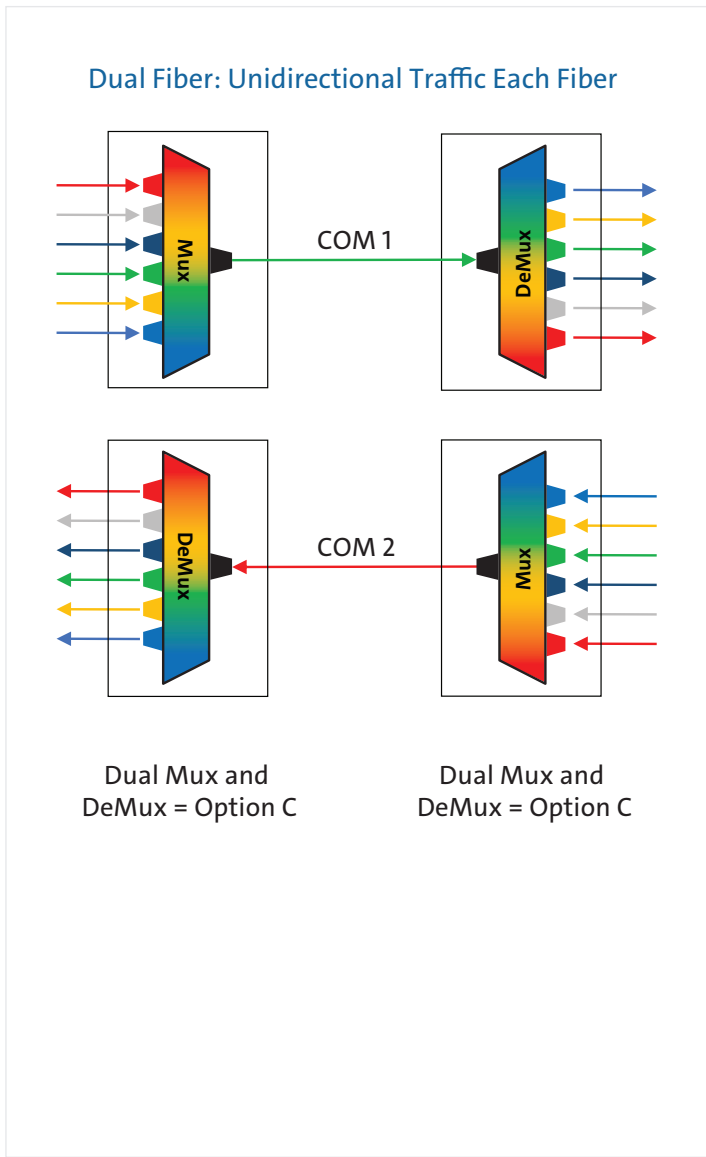 Dual Fiber: Unidirectional Traffic Each Fiber
Mux
COM 1
DeMux
DeMux
COM 2
Mux
Dual Mux and
DeMux = Option C
Dual Mux and
DeMux = Option C